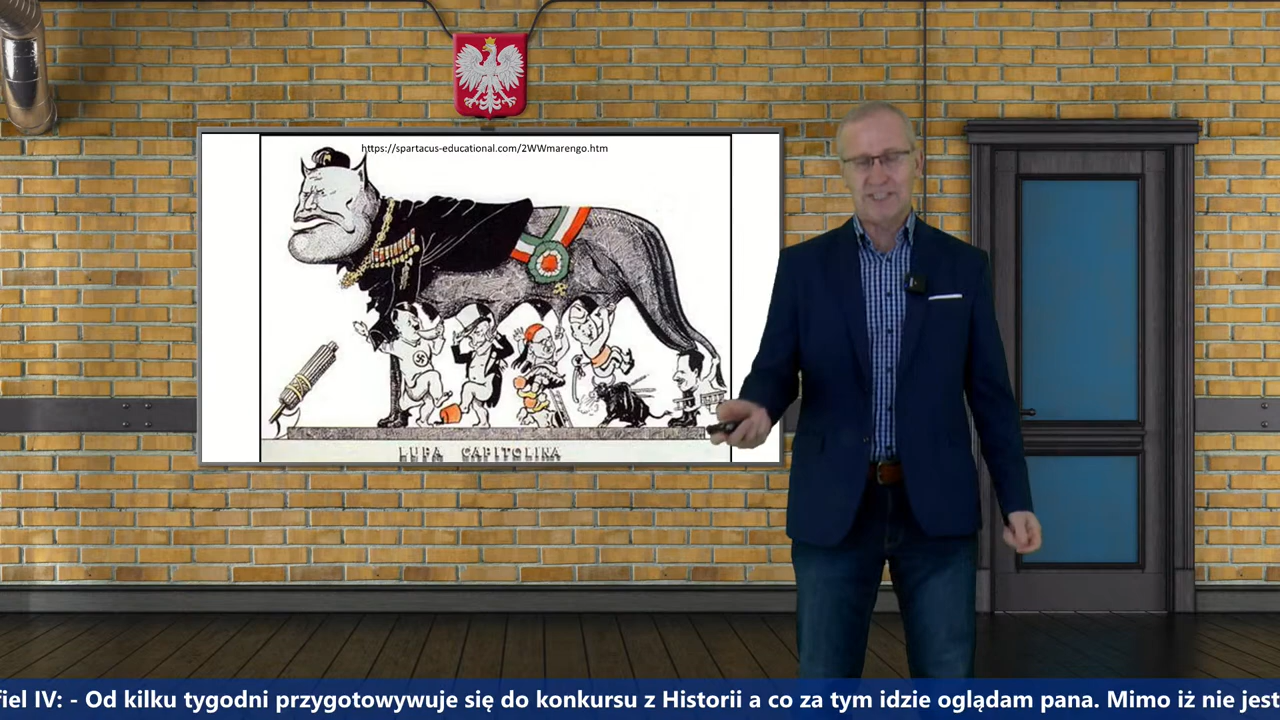 https://spartacus-educational.com/2WWmarengo.htm
LUPA CAPITOLINA
fiel IV: - Od kilku tygodni przygotowywuje się do konkursu z Historii a co za tym idzie oglądam pana. Mimo iż nie jest